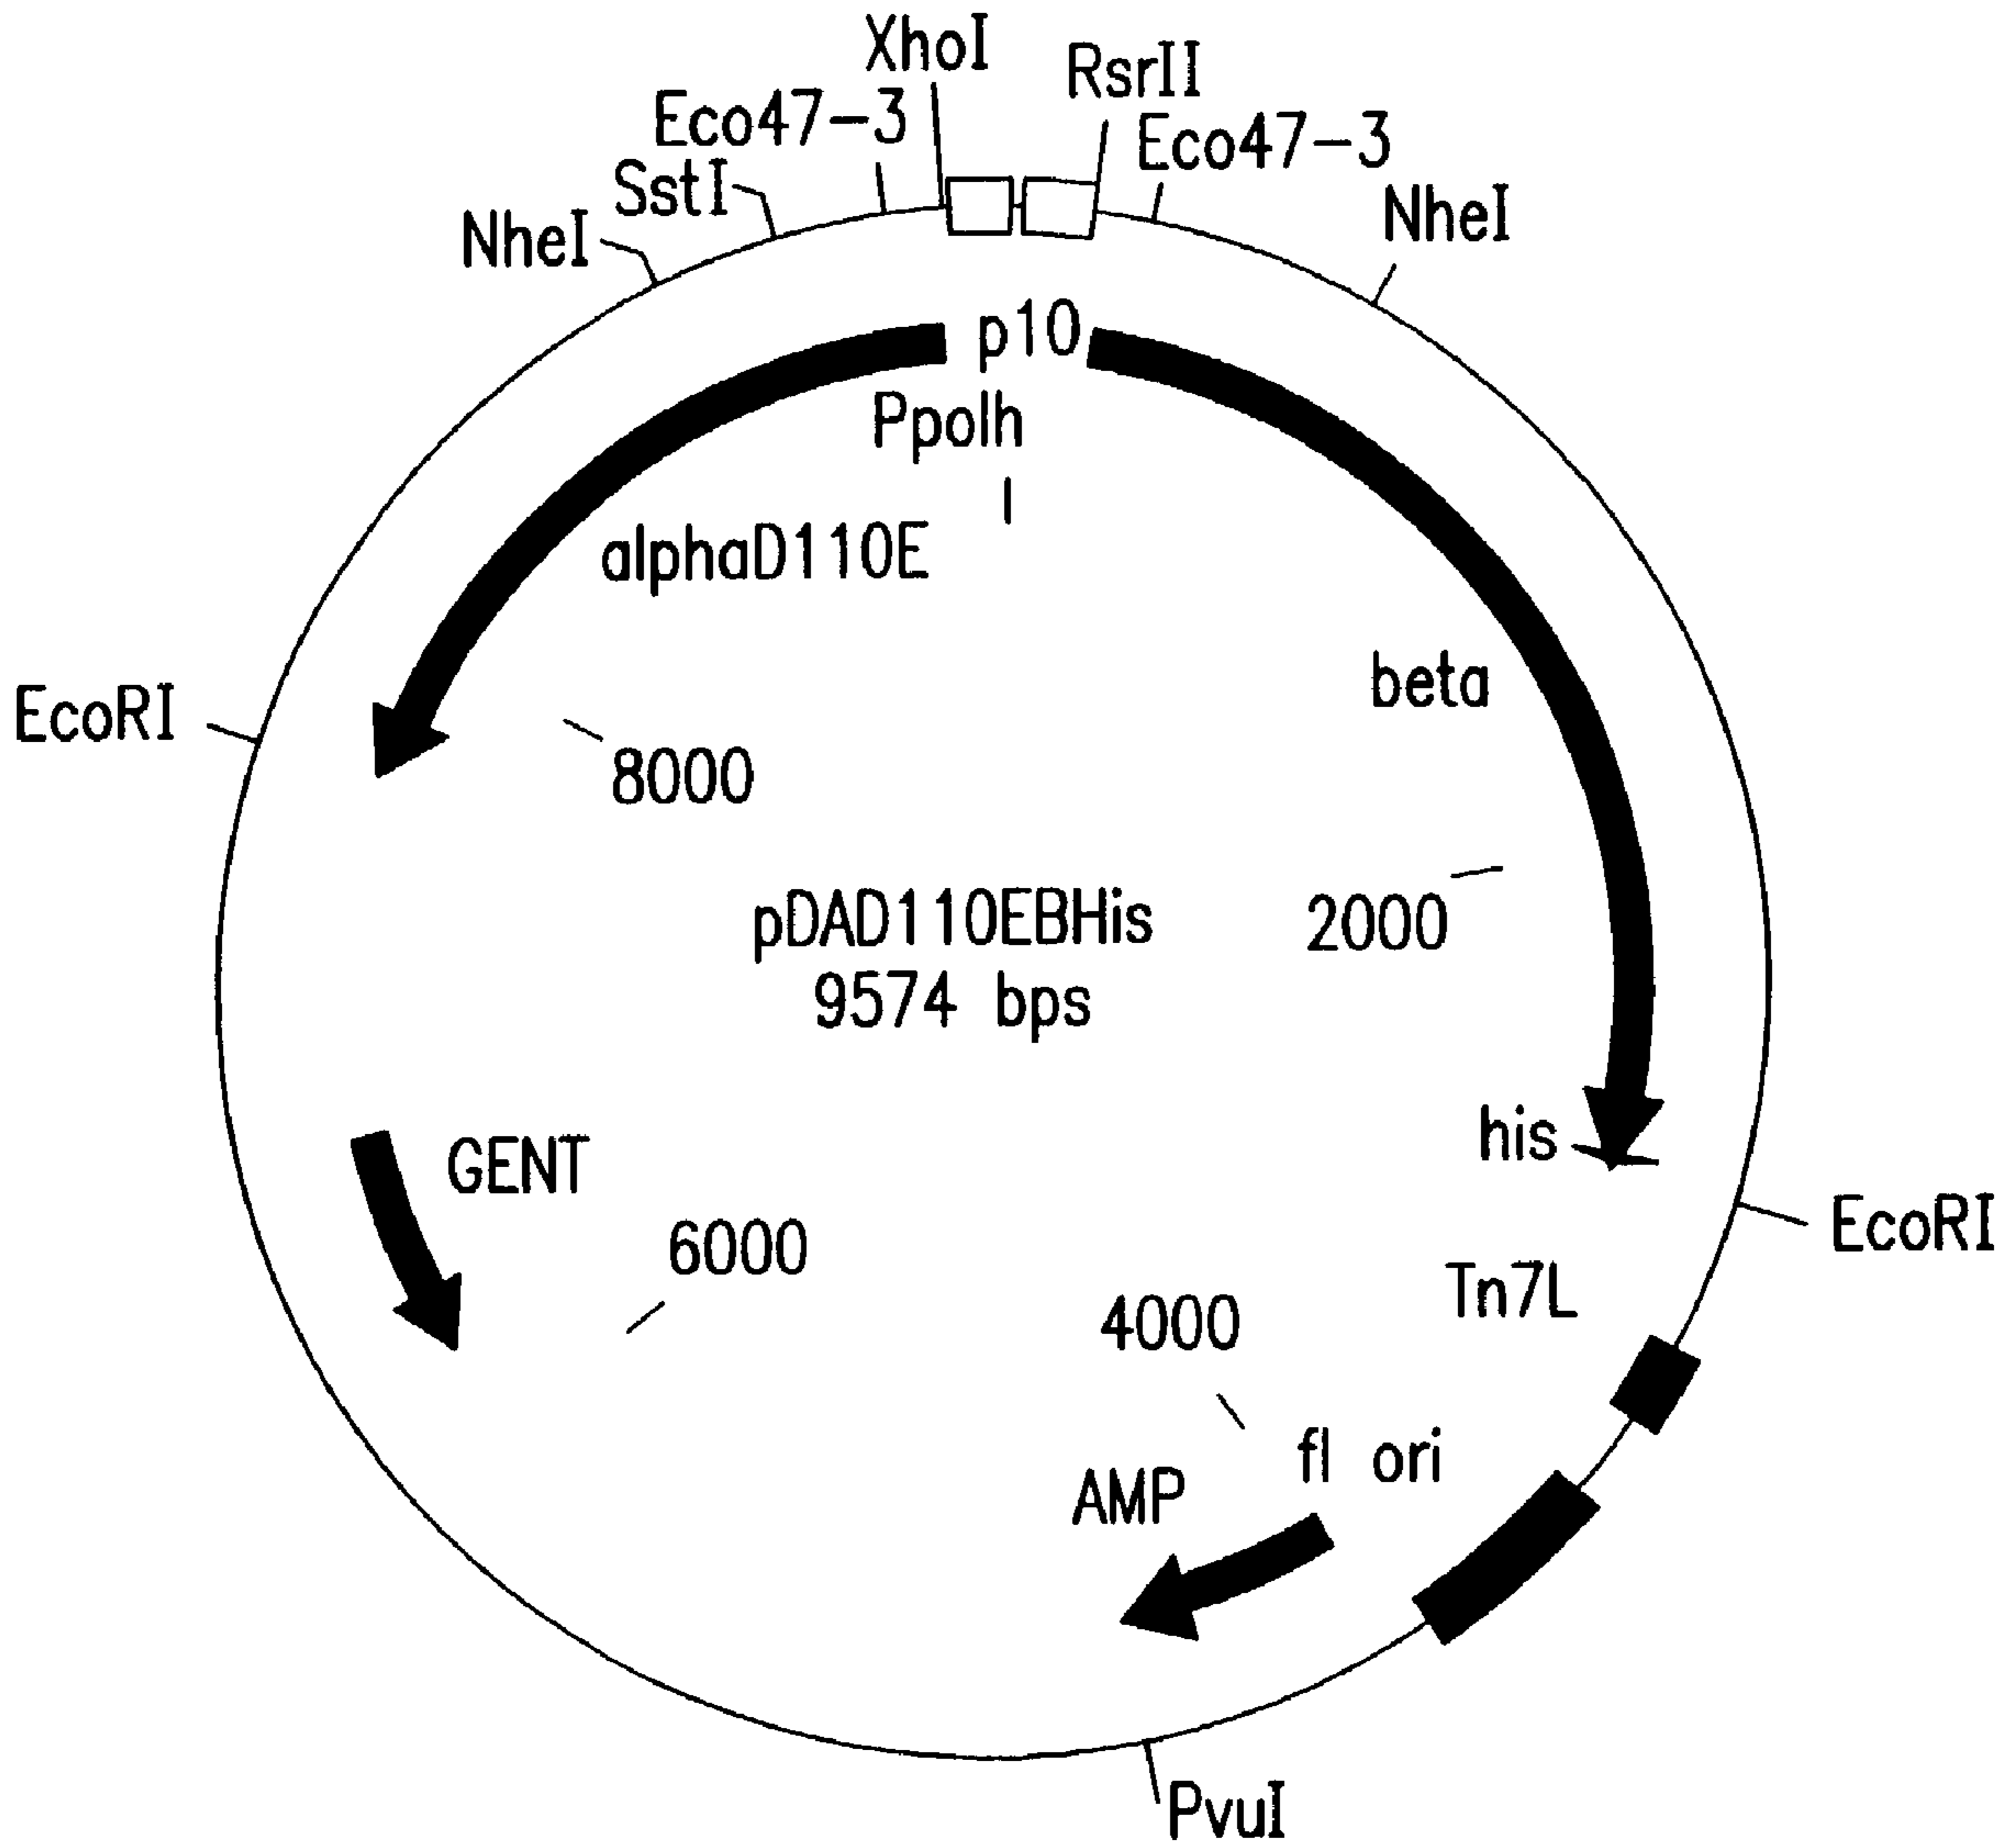 XhoI
RsrII
Eco47-3
Eco47-3
SstI
NheI
NheI
p10
Ppolh
alphaD110E
beta
EcoRI
8000
pDAD110EBHis
9574 bps
2000
his
GENT
EcoRI
6000
Tn7L
4000
fl ori
AMP
PvuI